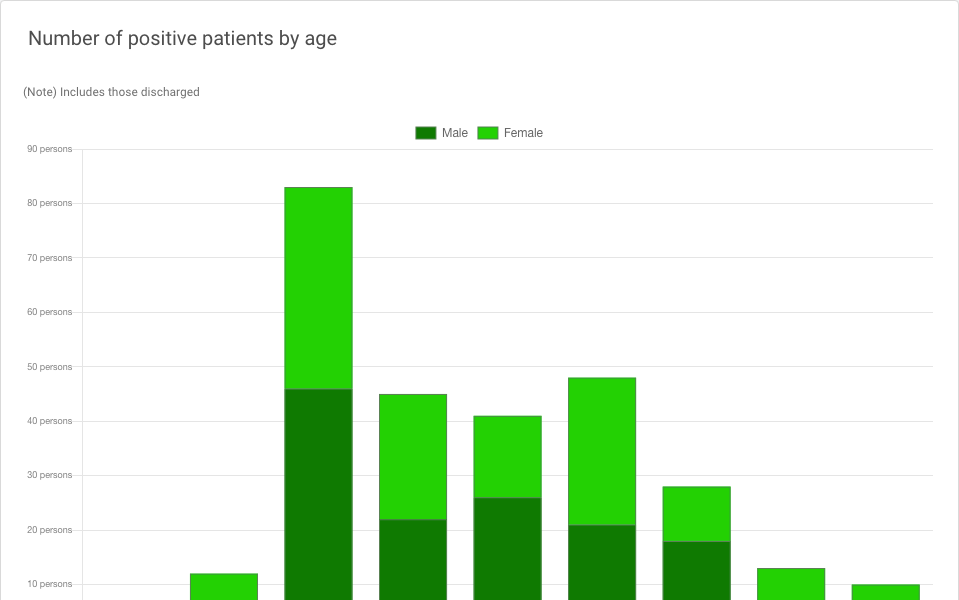 Number of positive patients by age
(Note) Includes those discharged
Male Female
90 persons
80 persons
70 persons
60 persons
50 persons
40 persons
30 persons
20 persons
10 persons